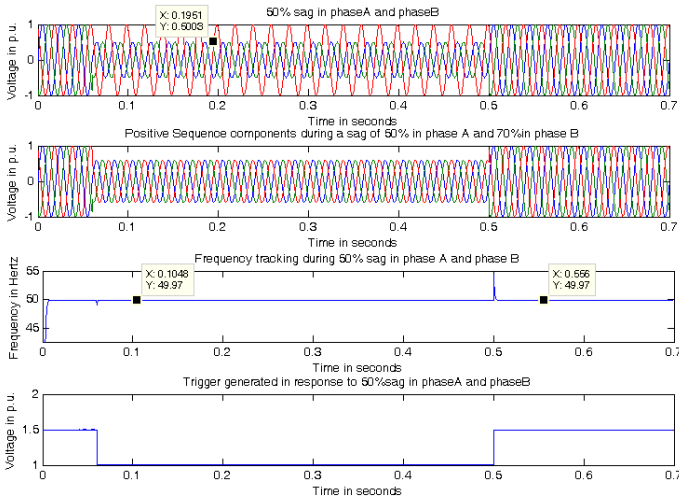 50% sag in phaseA and phaseB
X: 0.1951
Y: 0.5003
Voltage in p.u.
1
0
-1
0 0.1 0.2 0.3 0.4 0.5 0.6 0.7
Time in seconds
Positive Sequence components during a sag of 50% in phase A and 70%in phase B
Voltage in p.u.
1
0
-1
0 0.1 0.2 0.3 0.4 0.5 0.6 0.7
Time in seconds
Frequency tracking during 50% sag in phase A and phase B
X: 0.1048
Y: 49.97
X: 0.556
Y: 49.97
Frequency in Hertz
55
50
45
0 0.1 0.2 0.3 0.4 0.5 0.6 0.7
Time in seconds
Trigger generated in response to 50%sag in phaseA and phaseB
Voltage in p.u.
2
1.5
1
0 0.1 0.2 0.3 0.4 0.5 0.6 0.7
Time in seconds